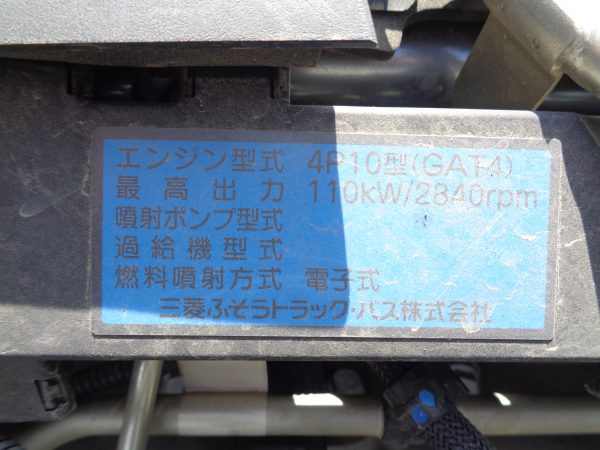 エンジン型式 4P10型(GAT4)
最高出力 110kW/2840rpm
噴射ポンプ型式
過給機型式
燃料噴射方式 電子式
三菱ふそうトラック・バス株式会社